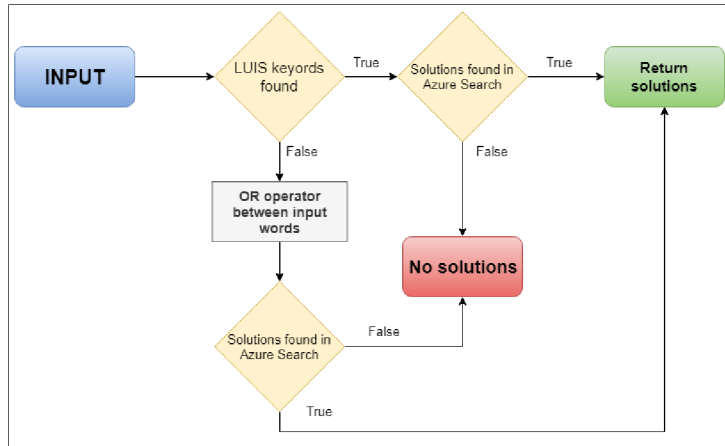 INPUT
LUIS keyords
found
True
Solutions found in
Azure Search
True
Return
solutions
False
False
OR operator
between input
words
No solutions
Solutions found in
Azure Search
False
True